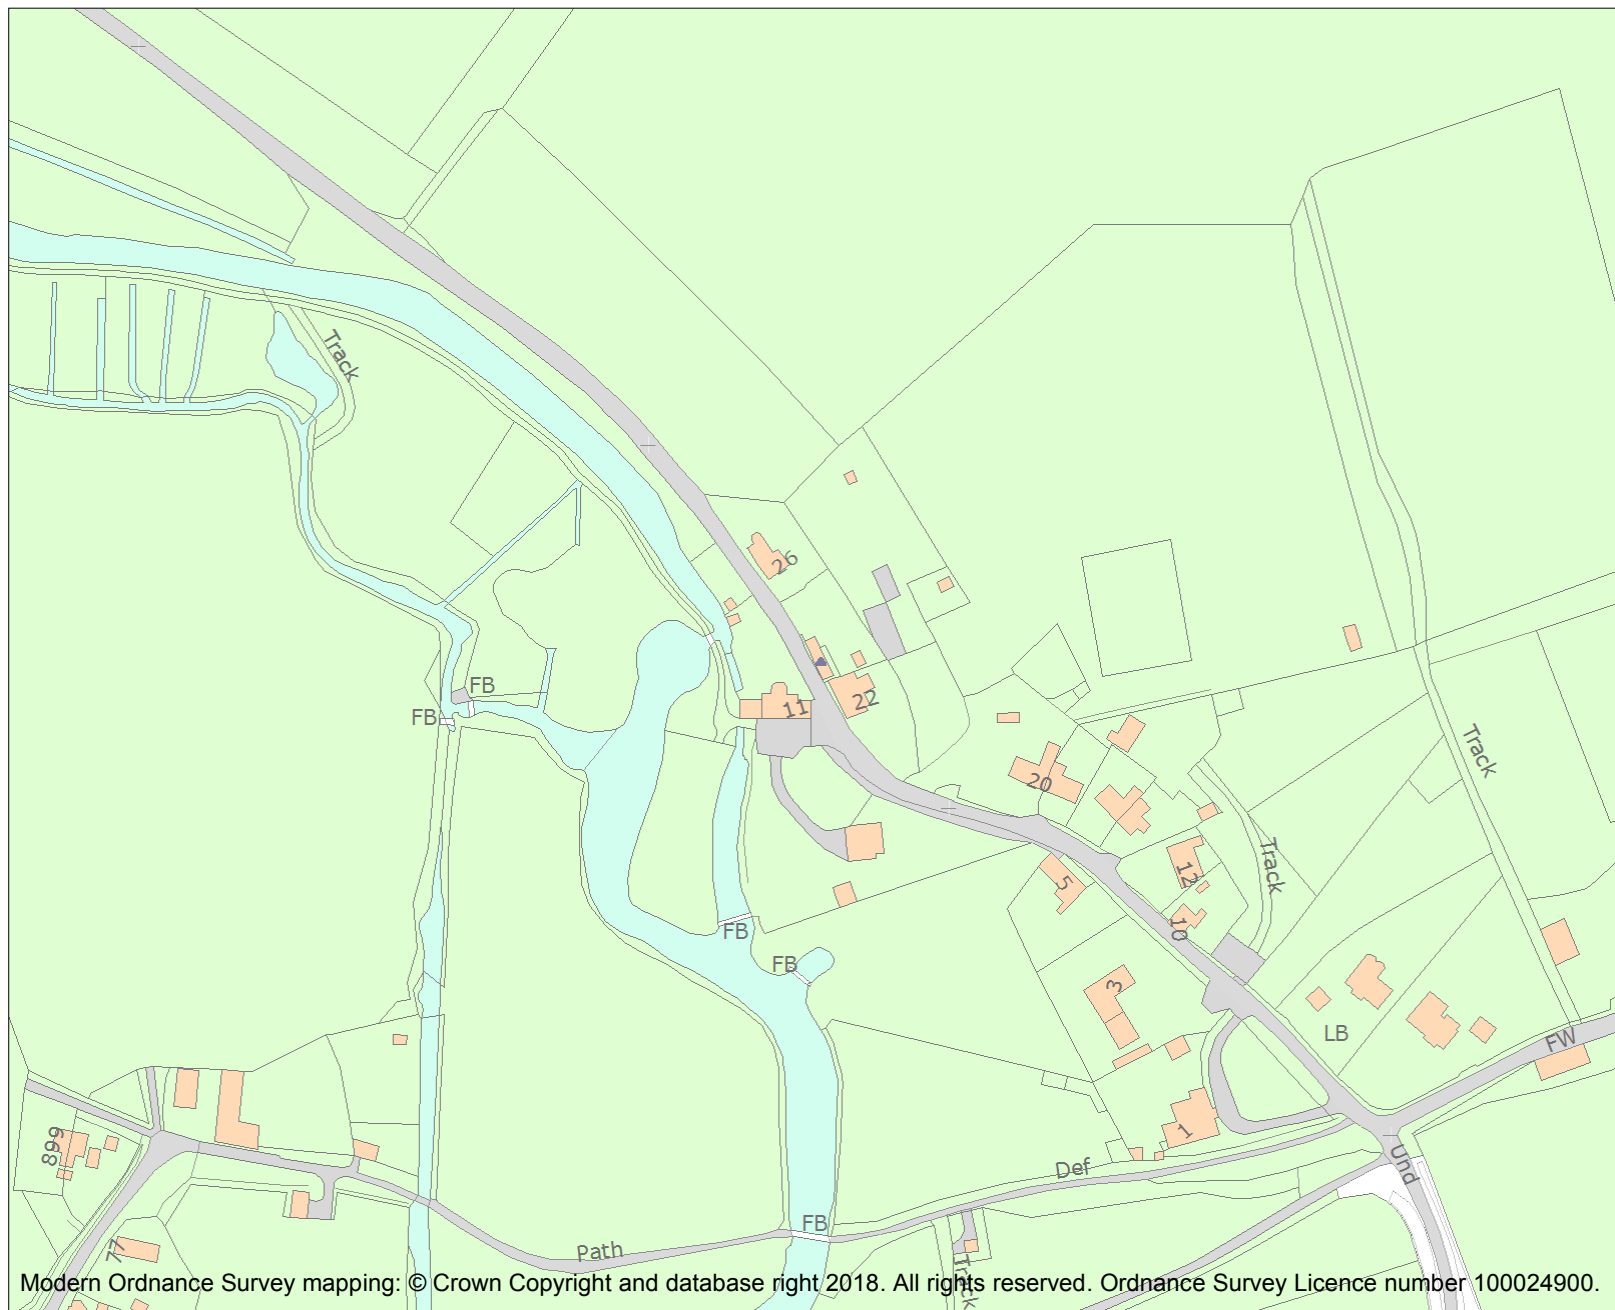 Track
26
FB
FB
11
22
20
Track
5
12
Track
10
FB
FB
3
LB
FW
899
1
Def
Und
FB
77
Path
Track
Modern Ordnance Survey mapping: © Crown Copyright and database right 2018. All rights reserved. Ordnance Survey Licence number 100024900.